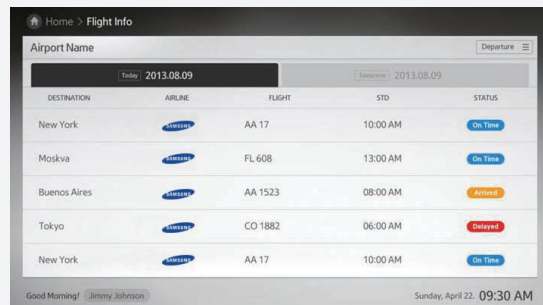 Home > Flight Info
Airport Name
Departure
Today 2013.08.09
Tomorrow 2013.08.09
DESTINATION AIRLINE FLIGHT STD STATUS
New York SAMSUNG AA 17 10:00 AM On Time
Moskva SAMSUNG FL 608 13:00 AM On Time
Buenos Aires SAMSUNG AA 1523 08:00 AM Arrived
Tokyo SAMSUNG CO 1882 06:00 AM Delayed
New York SAMSUNG AA 17 10:00 AM On Time
Good Morning! Jimmy Johnson Sunday, April 22. 09:30 AM